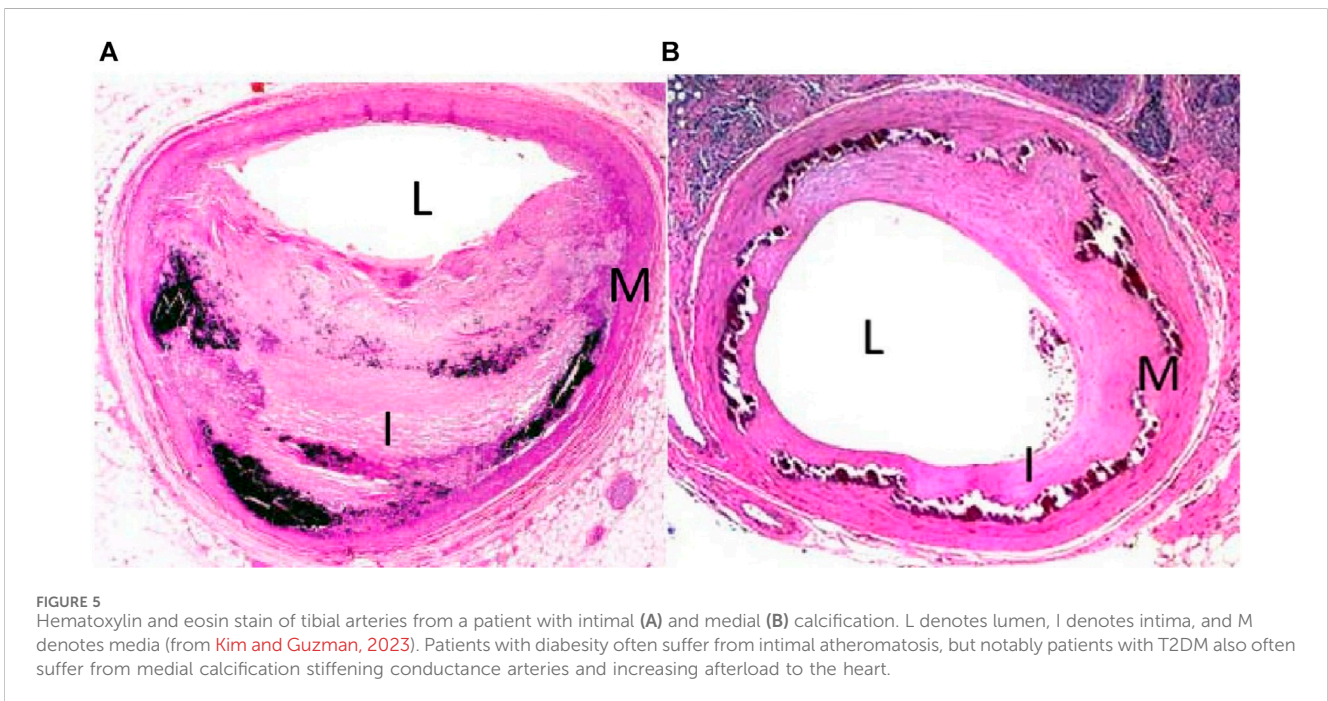 A
B
L
M
I
L
M
I
FIGURE 5
Hematoxylin and eosin stain of tibial arteries from a patient with intimal (A) and medial (B) calcification. L denotes lumen, I denotes intima, and M
denotes media (from Kim and Guzman, 2023). Patients with diabesity often suffer from intimal atheromatosis, but notably patients with T2DM also often
suffer from medial calcification stiffening conductance arteries and increasing afterload to the heart.